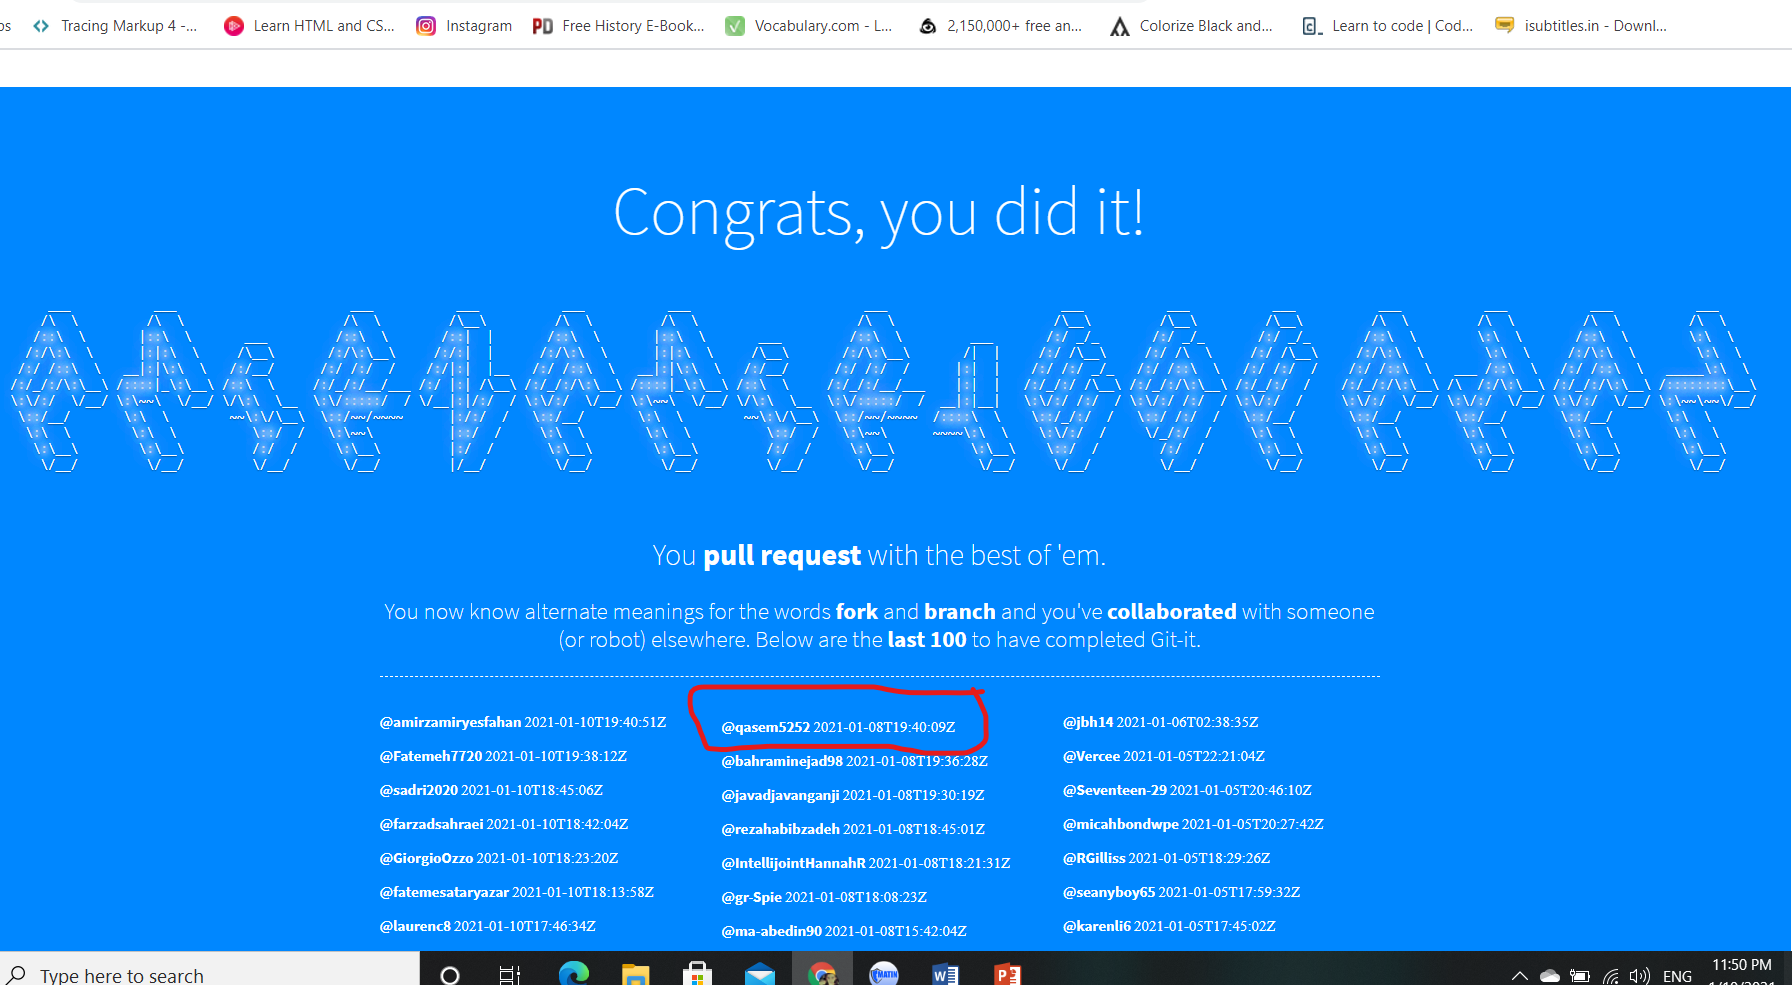 Tracing Markup 4 -...
Learn HTML and CS...
Instagram
Free History E-Book...
Vocabulary.com - L...
2,150,000+ free an...
Colorize Black and...
Learn to code | Cod...
isubtitles.in - Downl...
Congrats, you did it!
You pull request with the best of 'em.
You now know alternate meanings for the words fork and branch and you've collaborated with someone
(or robot) elsewhere. Below are the last 100 to have completed Git-it.
@amirzamiryesfahan 2021-01-10T19:40:51Z
@Fatemeh7720 2021-01-10T19:38:12Z
@sadri2020 2021-01-10T18:45:06Z
@farzadsahraei 2021-01-10T18:42:04Z
@GiorgioOzzo 2021-01-10T18:23:20Z
@fatemesataryazar 2021-01-10T18:13:58Z
@laurenc8 2021-01-10T17:46:34Z
@qasem5252 2021-01-08T19:40:09Z
@bahraminejad98 2021-01-08T19:36:28Z
@javadjavanganji 2021-01-08T19:30:19Z
@rezahabibzadeh 2021-01-08T18:45:01Z
@IntellijointHannahR 2021-01-08T18:21:31Z
@gr-Spie 2021-01-08T18:08:23Z
@ma-abedin90 2021-01-08T15:42:04Z
@jbh14 2021-01-06T02:38:35Z
@Vercee 2021-01-05T22:21:04Z
@Seventeen-29 2021-01-05T20:46:10Z
@micahbondwpe 2021-01-05T20:27:42Z
@RGilliss 2021-01-05T18:29:26Z
@seanyboy65 2021-01-05T17:59:32Z
@karenli6 2021-01-05T17:45:02Z
Type here to search
ENG
11:50 PM